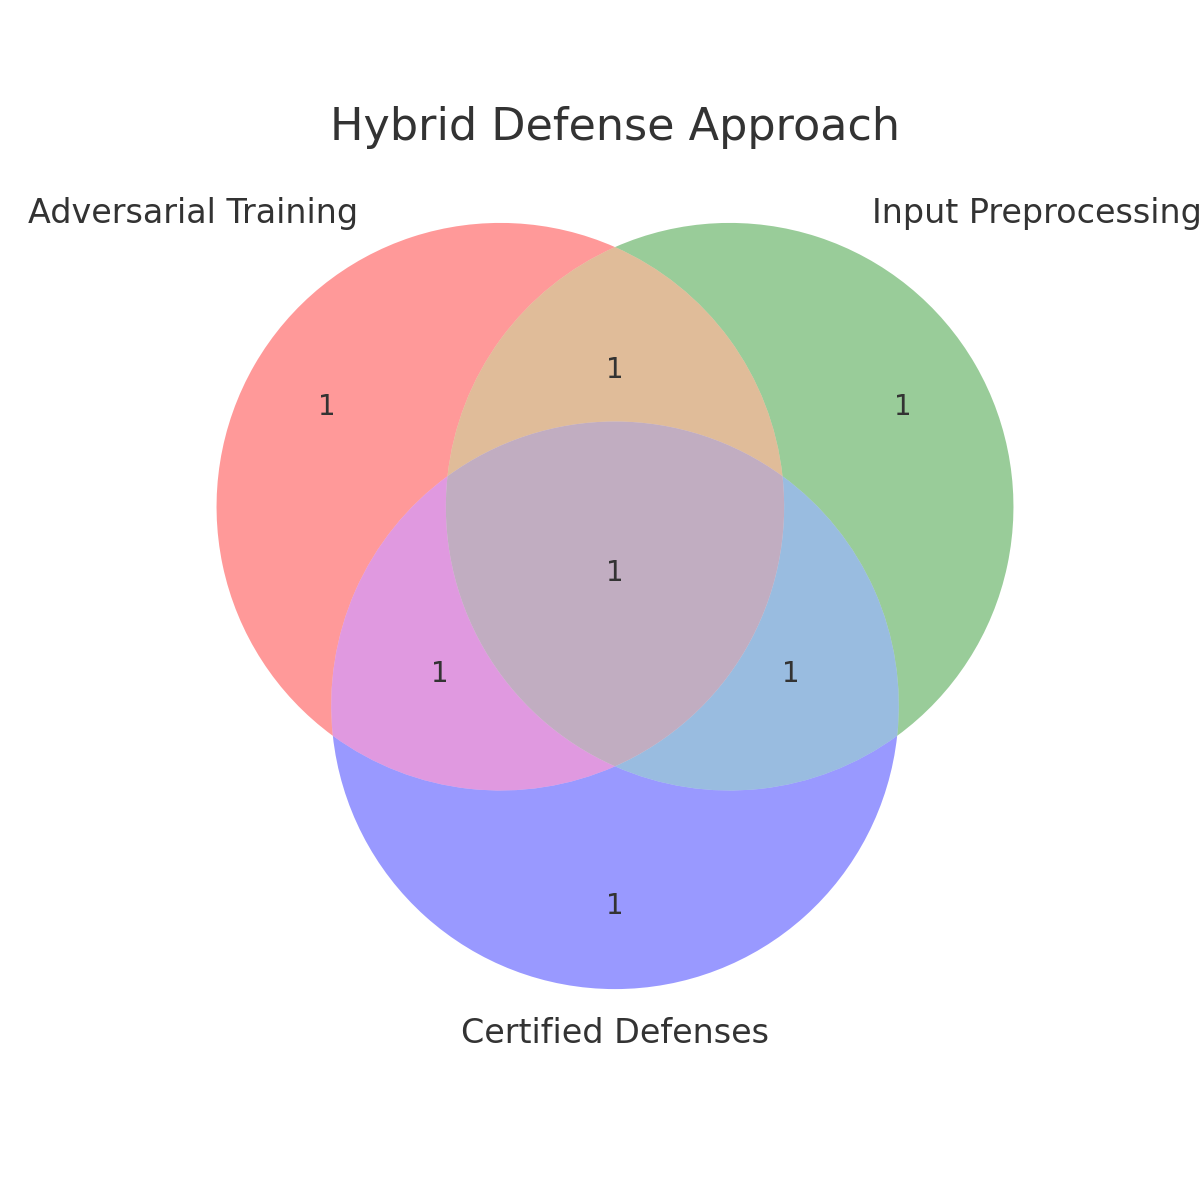 Hybrid Defense Approach
Adversarial Training
Input Preprocessing
1
1
1
1
1
1
1
Certified Defenses